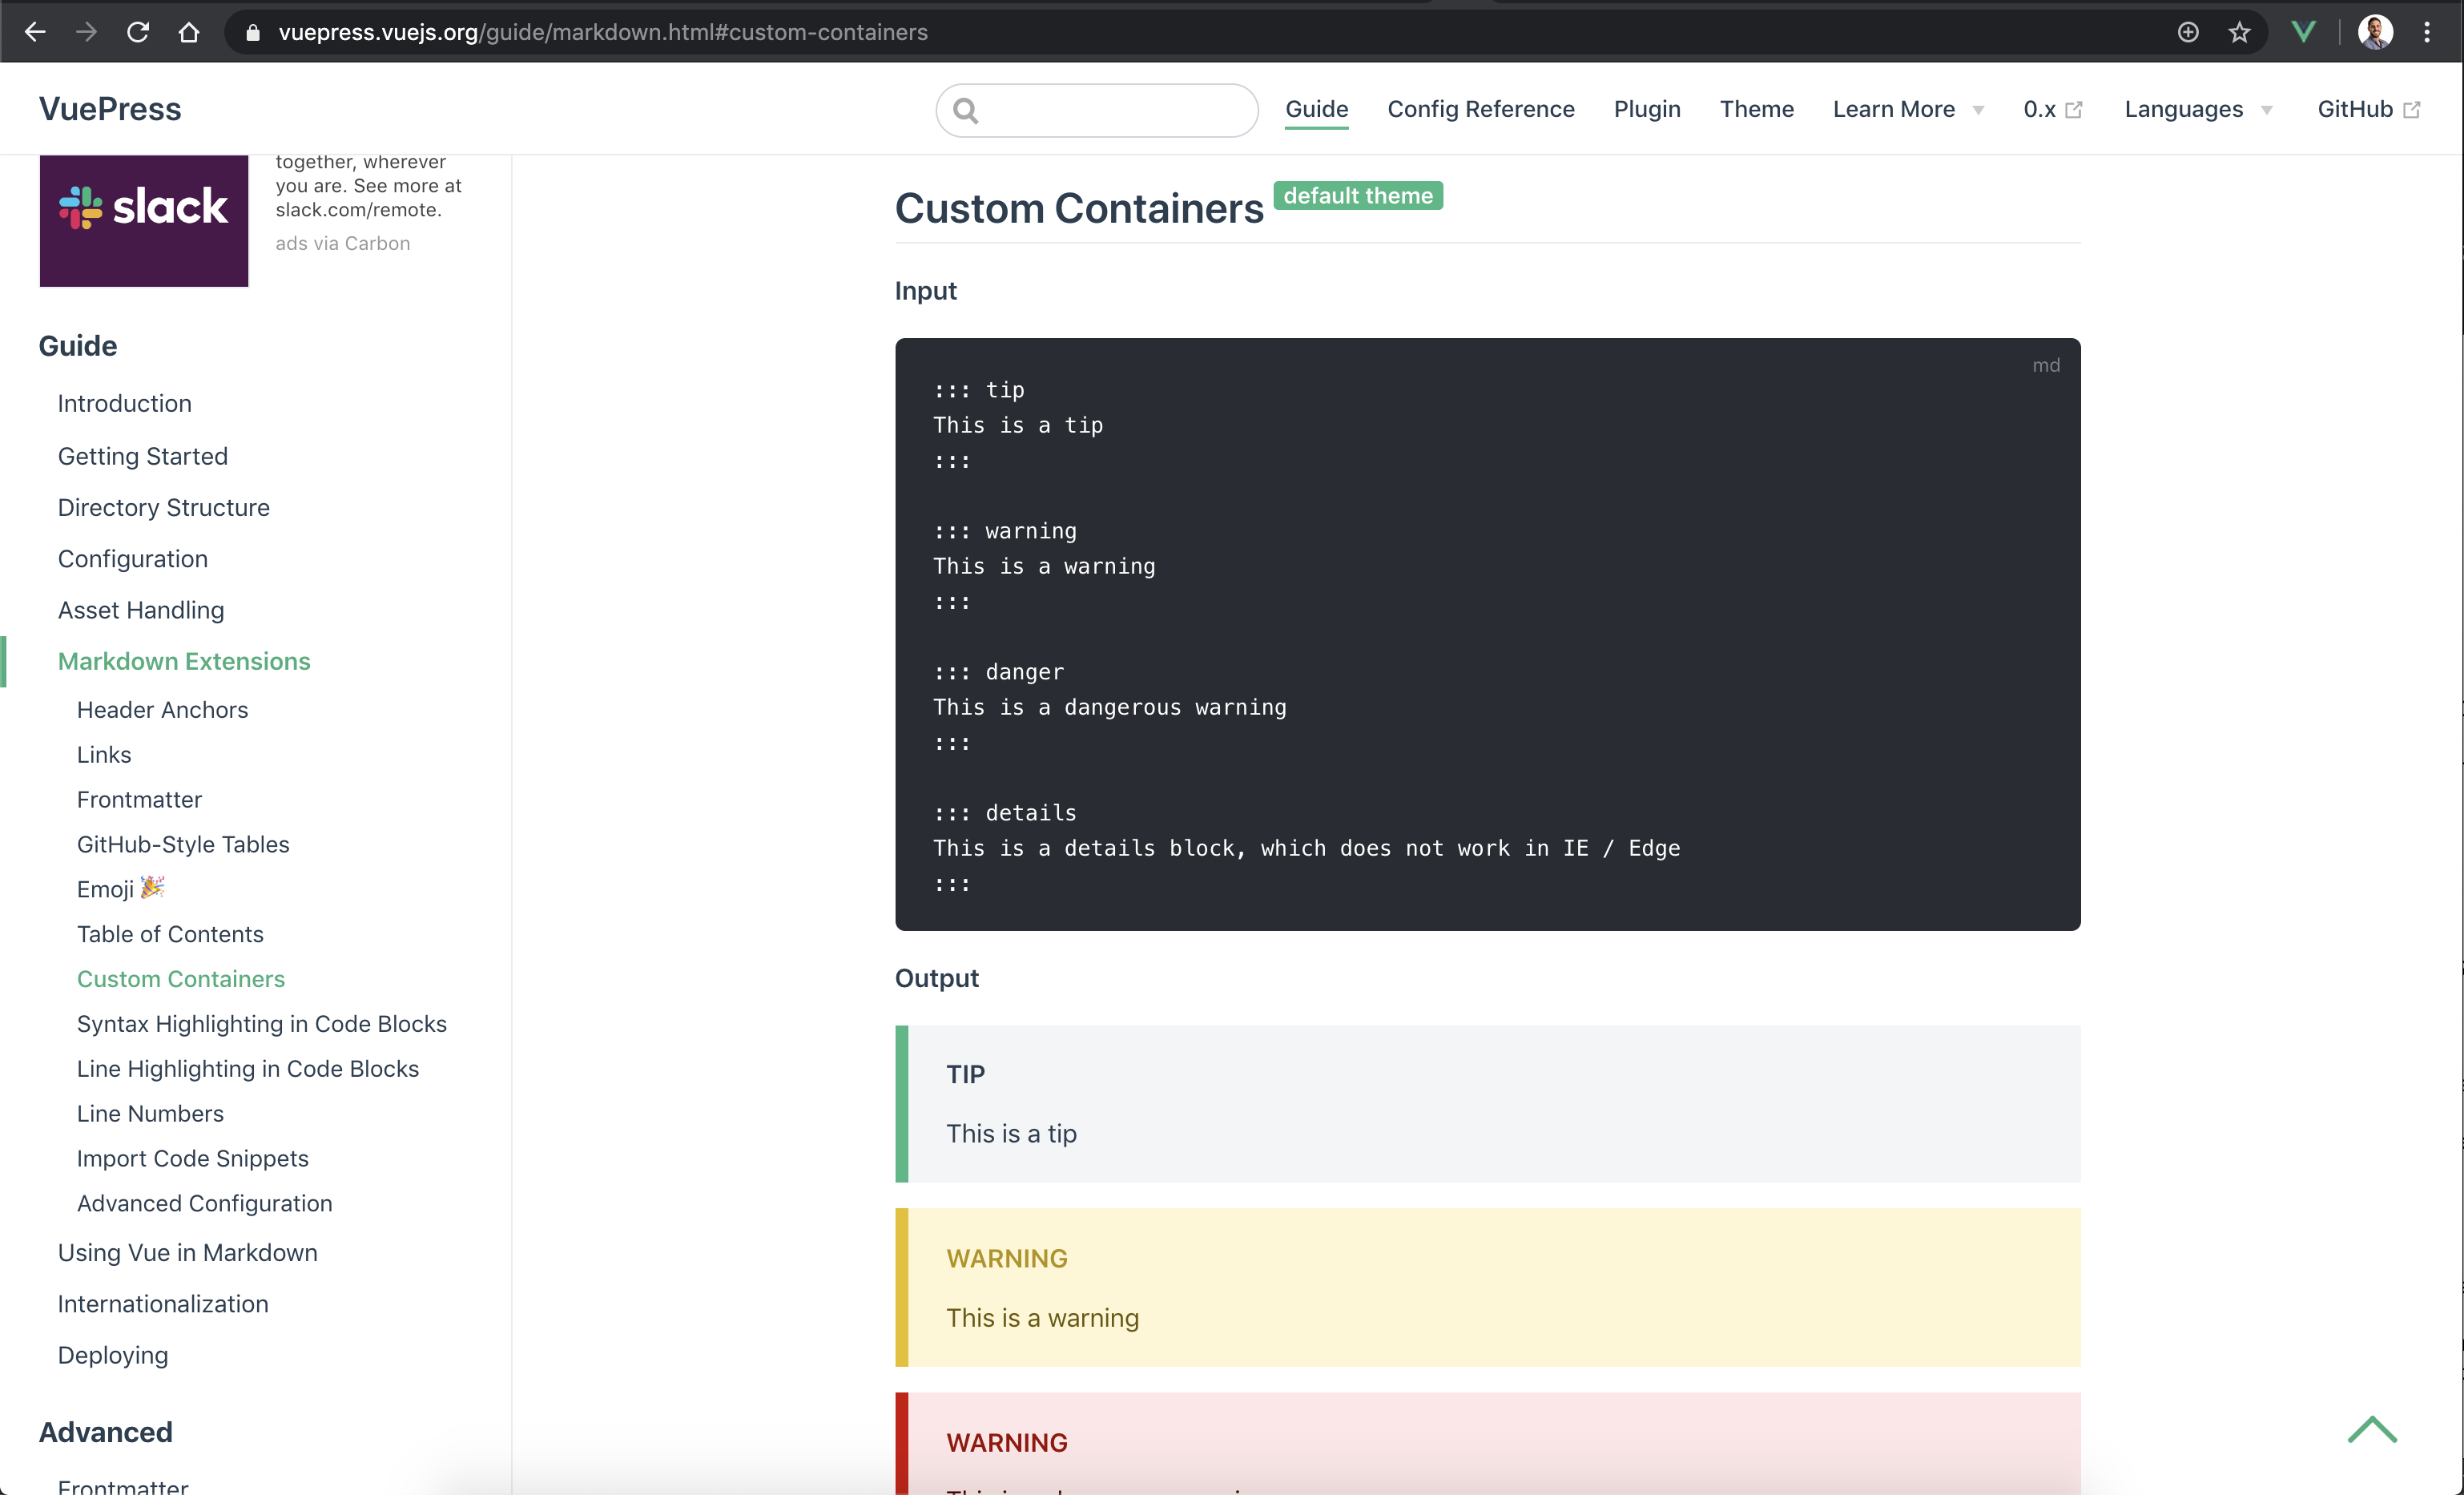 vuepress.vuejs.org/guide/markdown.html#custom-containers
VuePress
Guide
Config Reference
Plugin
Theme
Learn More
0.x
Languages
GitHub
slack
together, wherever
you are. See more at
slack.com/remote.
ads via Carbon
Guide
Introduction
Getting Started
Directory Structure
Configuration
Asset Handling
Markdown Extensions
Header Anchors
Links
Frontmatter
GitHub-Style Tables
Emoji 🎉
Table of Contents
Custom Containers
Syntax Highlighting in Code Blocks
Line Highlighting in Code Blocks
Line Numbers
Import Code Snippets
Advanced Configuration
Using Vue in Markdown
Internationalization
Deploying
Advanced
Frontmatter
Custom Containers default theme
Input
md
::: tip
This is a tip
:::
::: warning
This is a warning
:::
::: danger
This is a dangerous warning
:::
::: details
This is a details block, which does not work in IE / Edge
:::
Output
TIP
This is a tip
WARNING
This is a warning
WARNING